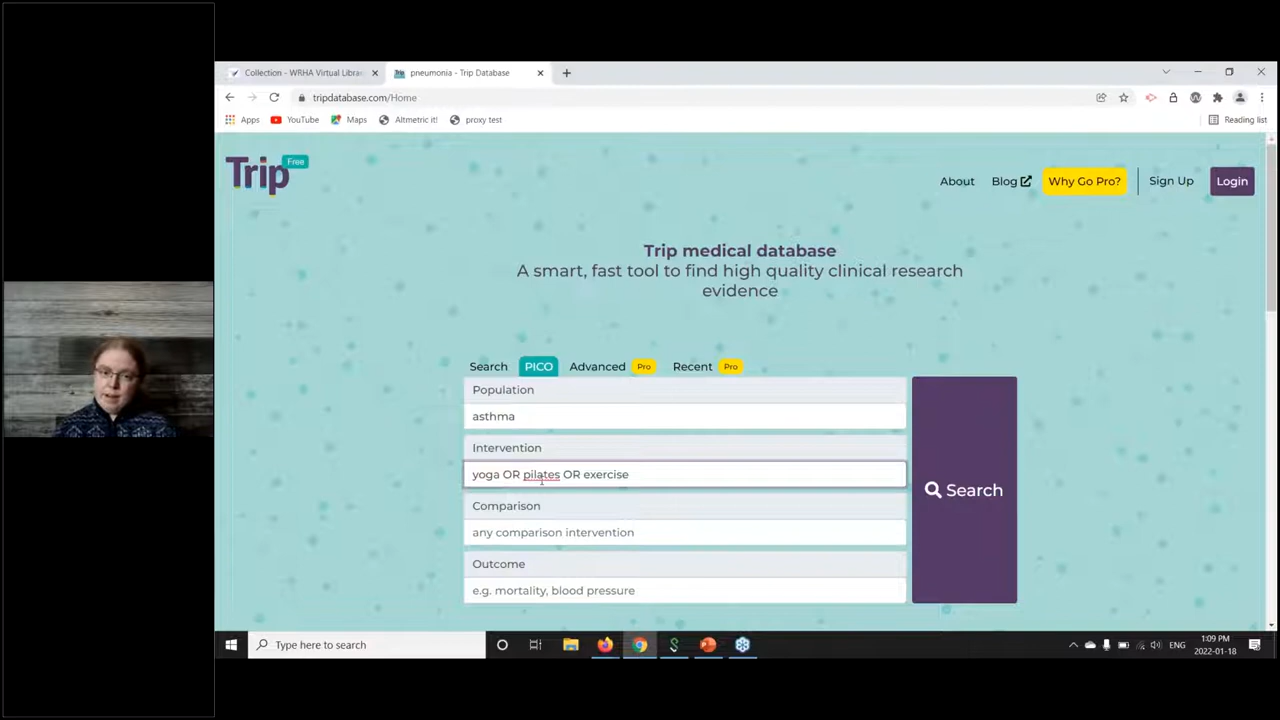 Collection - WRHA Virtual Libra
pneumonia - Trip Database
tripdatabase.com/Home
Apps YouTube Maps Altmetric it! proxy test Reading list
Trip Free
About Blog Why Go Pro? Sign Up Login
Trip medical database
A smart, fast tool to find high quality clinical research
evidence
Search PICO Advanced Pro Recent Pro
Population
asthma
Intervention
yoga OR pilates OR exercise
Comparison
any comparison intervention
Outcome
e.g. mortality, blood pressure
Search
Type here to search
ENG
1:09 PM
2022-01-18